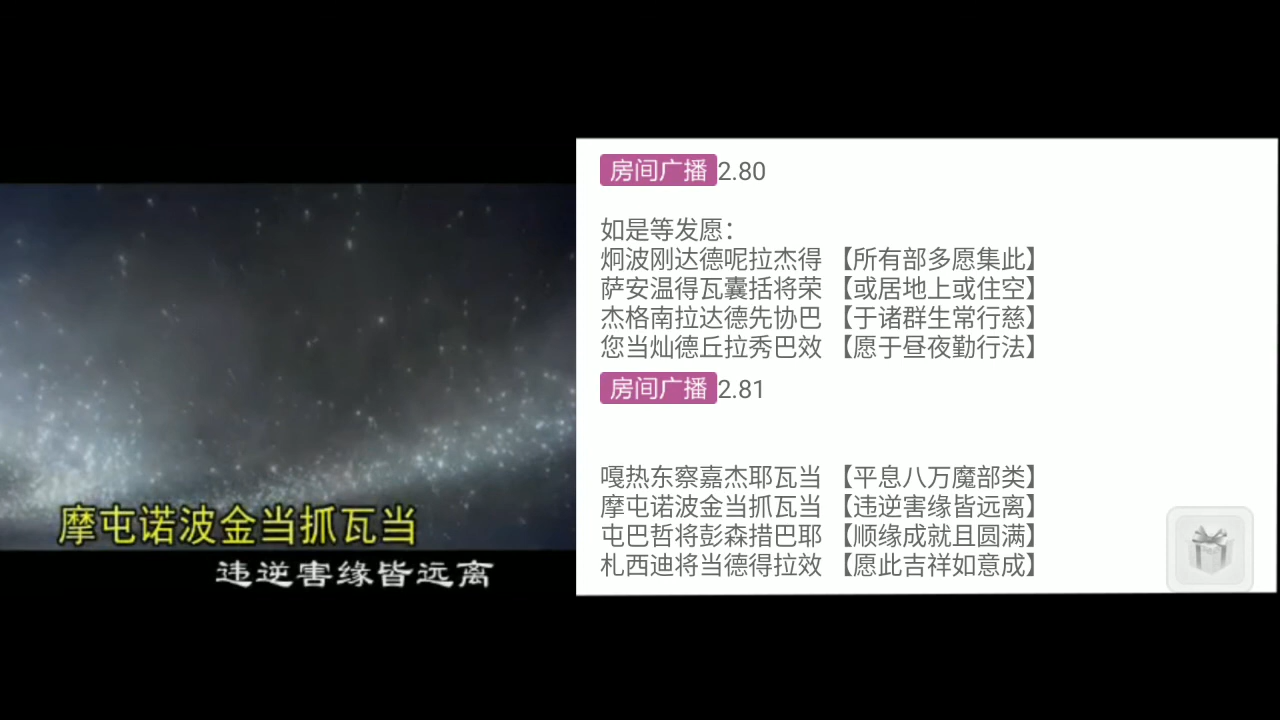 摩屯诺波金当抓瓦当
违逆害缘皆远离
房间广播2.80
如是等发愿：
炯波刚达德呢拉杰得 【所有部多愿集此】
萨安温得瓦囊括将荣 【或居地上或住空】
杰格南拉达德先协巴 【于诸群生常行慈】
您当灿德丘拉秀巴效 【愿于昼夜勤行法】
房间广播2.81
嘎热东察嘉杰耶瓦当 【平息八万魔部类】
摩屯诺波金当抓瓦当 【违逆害缘皆远离】
屯巴哲将彭森措巴耶 【顺缘成就且圆满】
札西迪将当德得拉效 【愿此吉祥如意成】